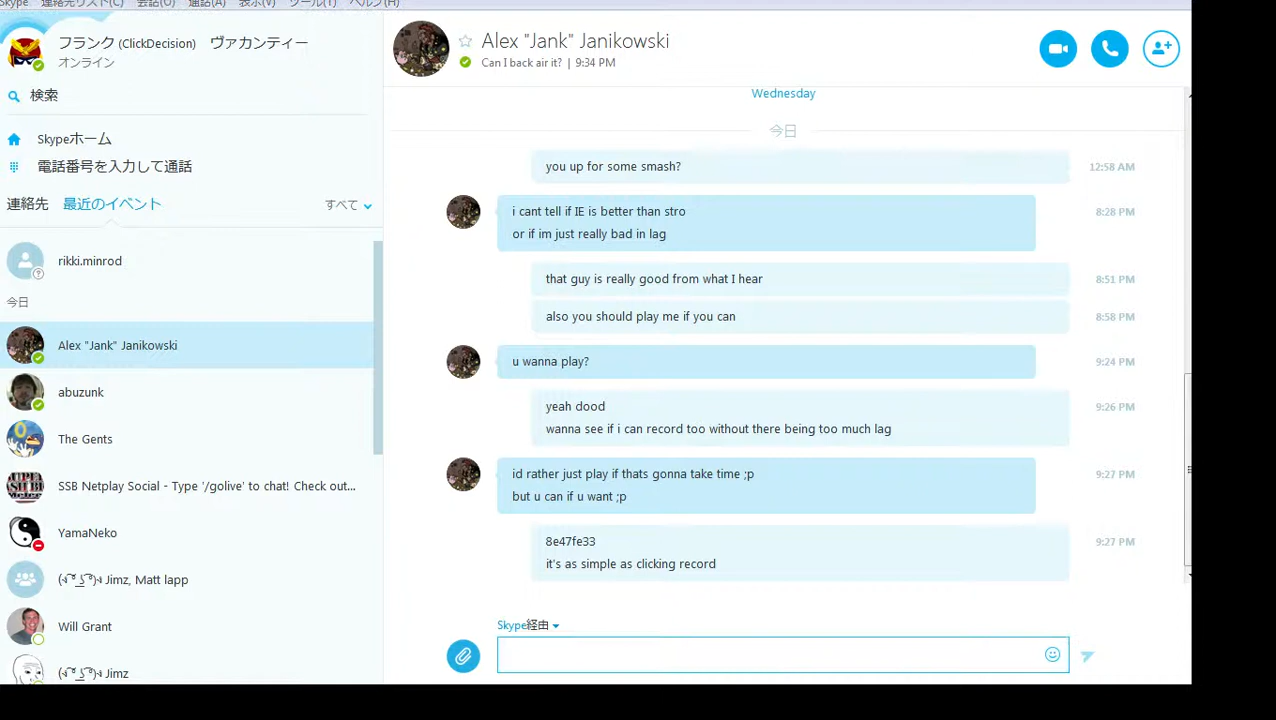 Skype 連絡先リスト(C) 会話(O) 通話(A) 表示(V) ツール(T) ヘルプ(H)
フランク (ClickDecision) ヴァカンティー
オンライン
検索
Skypeホーム
電話番号を入力して通話
連絡先 最近のイベント すべて
rikki.minrod
今日
Alex "Jank" Janikowski
abuzunk
The Gents
SSB Netplay Social - Type '/golive' to chat! Check out...
YamaNeko
Jimz, Matt lapp
Will Grant
Jimz
Alex "Jank" Janikowski
Can I back air it? | 9:34 PM
Wednesday
今日
you up for some smash? 12:58 AM
i cant tell if IE is better than stro 8:28 PM
or if im just really bad in lag
that guy is really good from what I hear 8:51 PM
also you should play me if you can 8:58 PM
u wanna play? 9:24 PM
yeah dood 9:26 PM
wanna see if i can record too without there being too much lag
id rather just play if thats gonna take time ;p 9:27 PM
but u can if u want ;p
8e47fe33 9:27 PM
it's as simple as clicking record
Skype経由